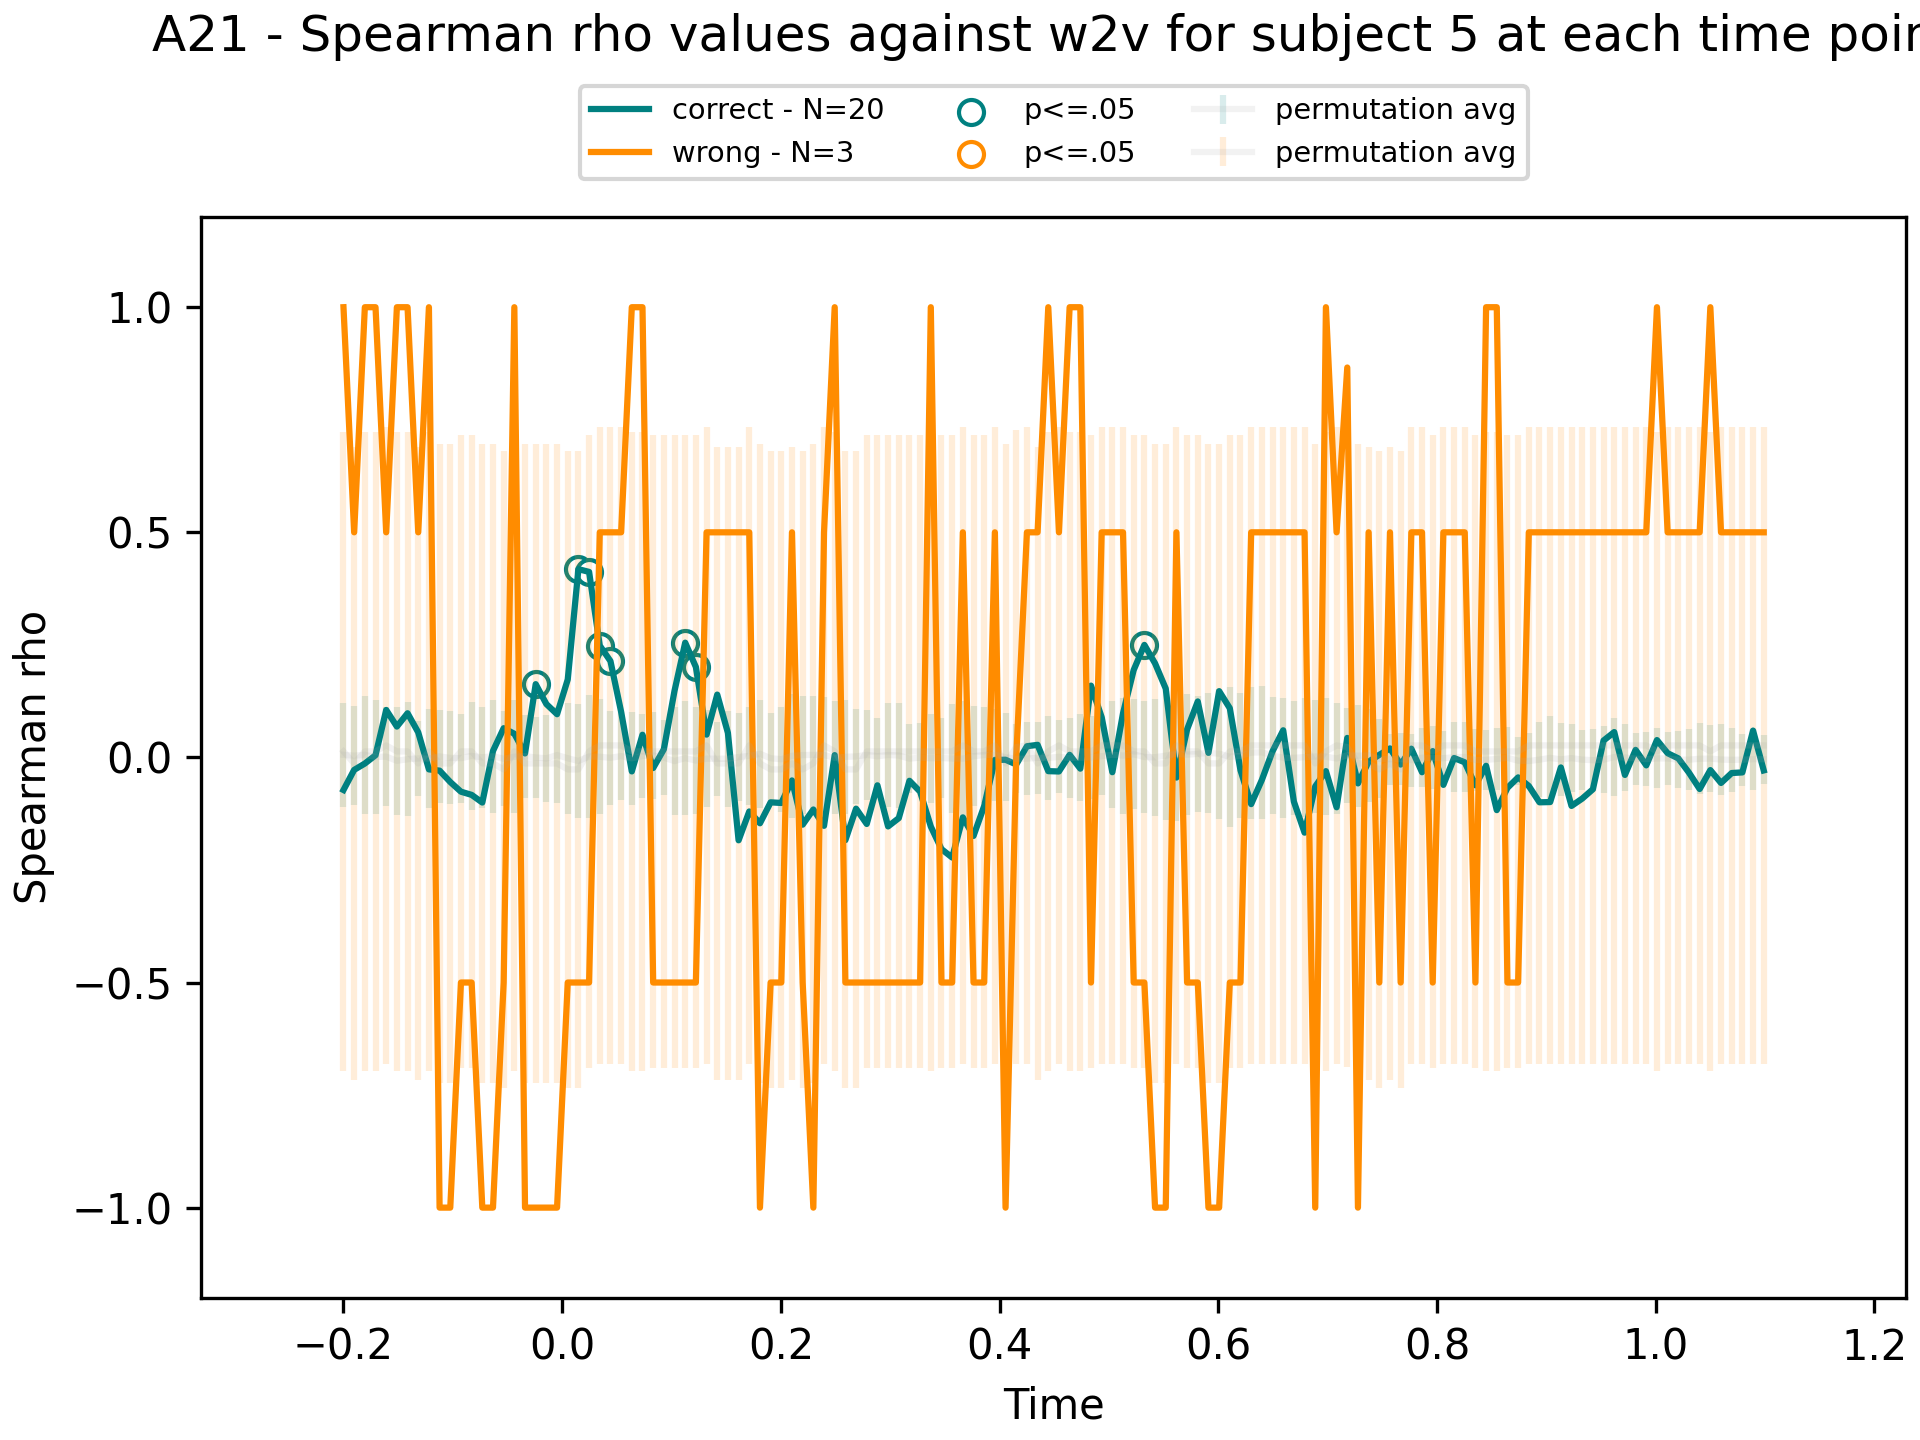 A21 - Spearman rho values against w2v for subject 5 at each time poin
correct - N=20
wrong - N=3
p<=.05
p<=.05
permutation avg
permutation avg
Spearman rho
1.0
0.5
0.0
−0.5
−1.0
−0.2 0.0 0.2 0.4 0.6 0.8 1.0 1.2
Time